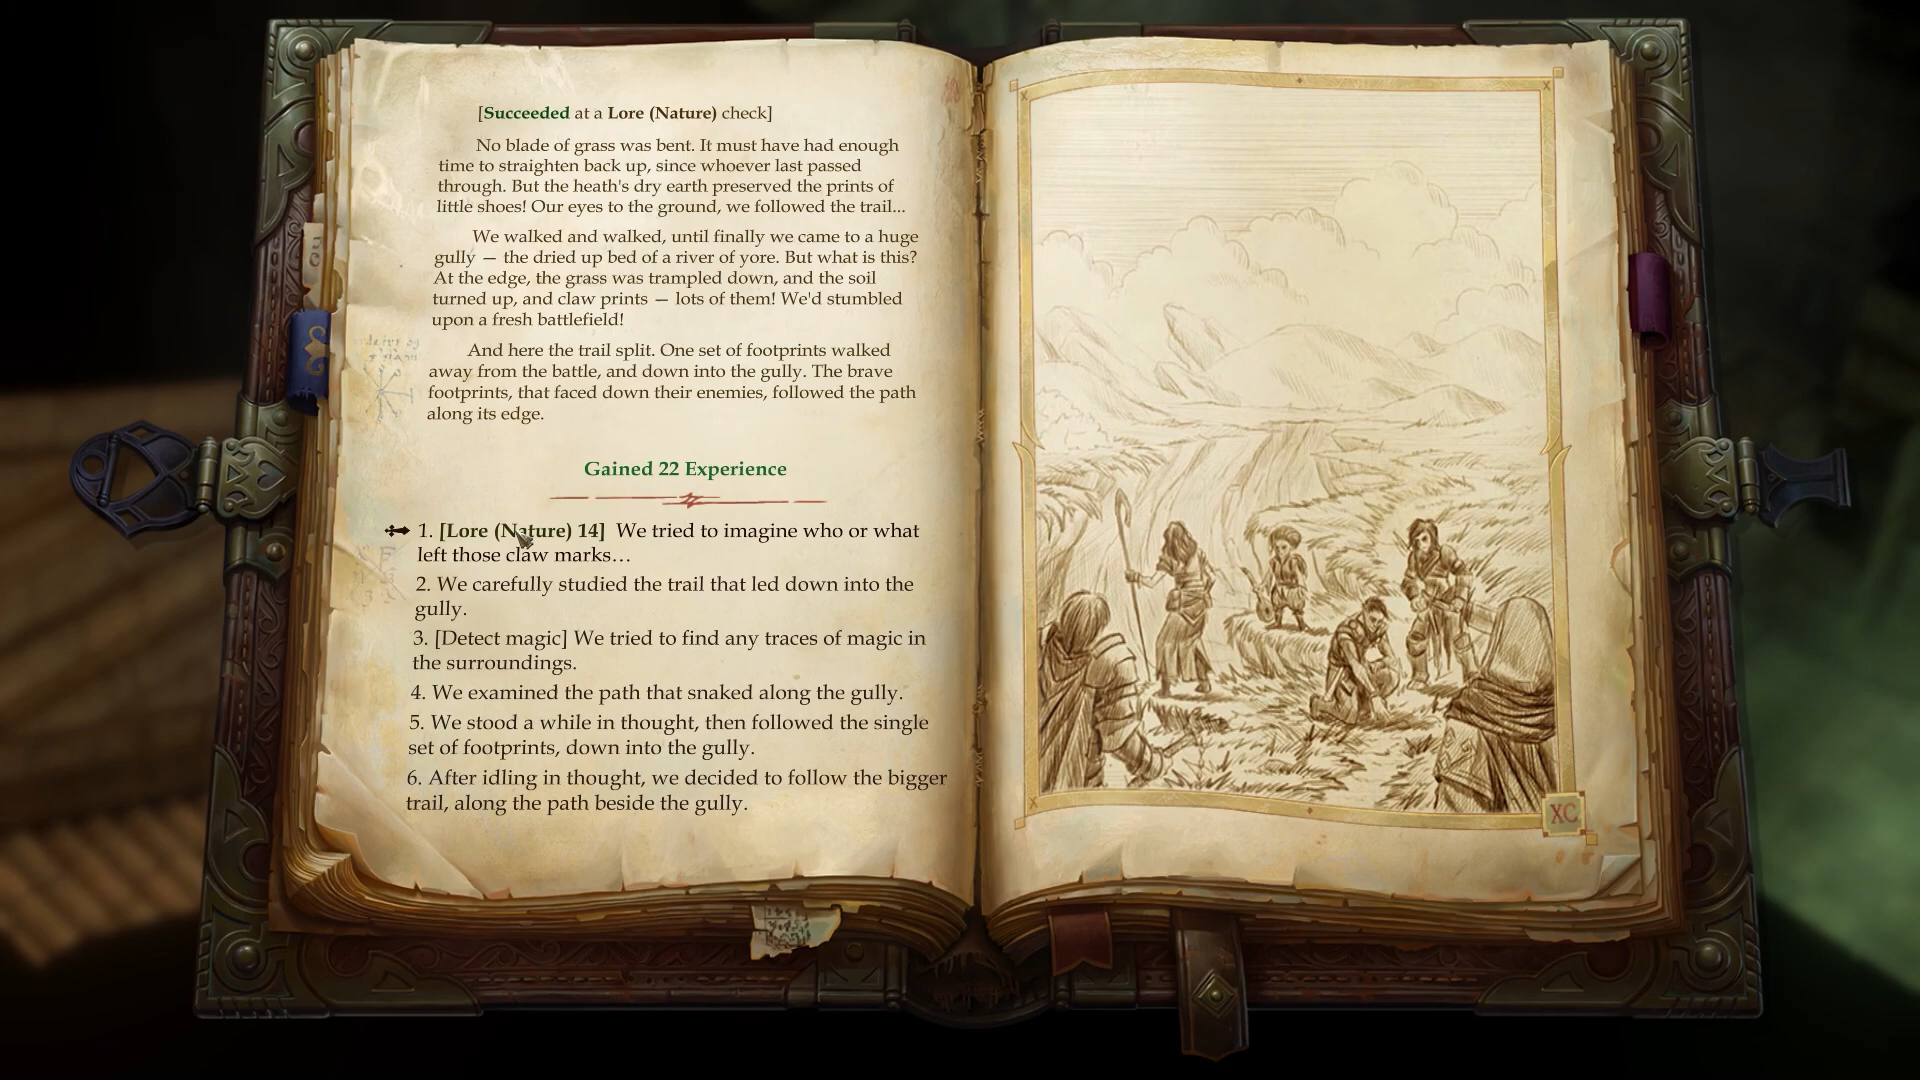 [Succeeded at a Lore (Nature) check]
No blade of grass was bent. It must have had enough
time to straighten back up, since whoever last passed
through. But the heath's dry earth preserved the prints of
little shoes! Our eyes to the ground, we followed the trail...
We walked and walked, until finally we came to a huge
gully — the dried up bed of a river of yore. But what is this?
At the edge, the grass was trampled down, and the soil
turned up, and claw prints — lots of them! We'd stumbled
upon a fresh battlefield!
And here the trail split. One set of footprints walked
away from the battle, and down into the gully. The brave
footprints, that faced down their enemies, followed the path
along its edge.
Gained 22 Experience
1. [Lore (Nature) 14] We tried to imagine who or what
left those claw marks…
2. We carefully studied the trail that led down into the
gully.
3. [Detect magic] We tried to find any traces of magic in
the surroundings.
4. We examined the path that snaked along the gully.
5. We stood a while in thought, then followed the single
set of footprints, down into the gully.
6. After idling in thought, we decided to follow the bigger
trail, along the path beside the gully.
XC